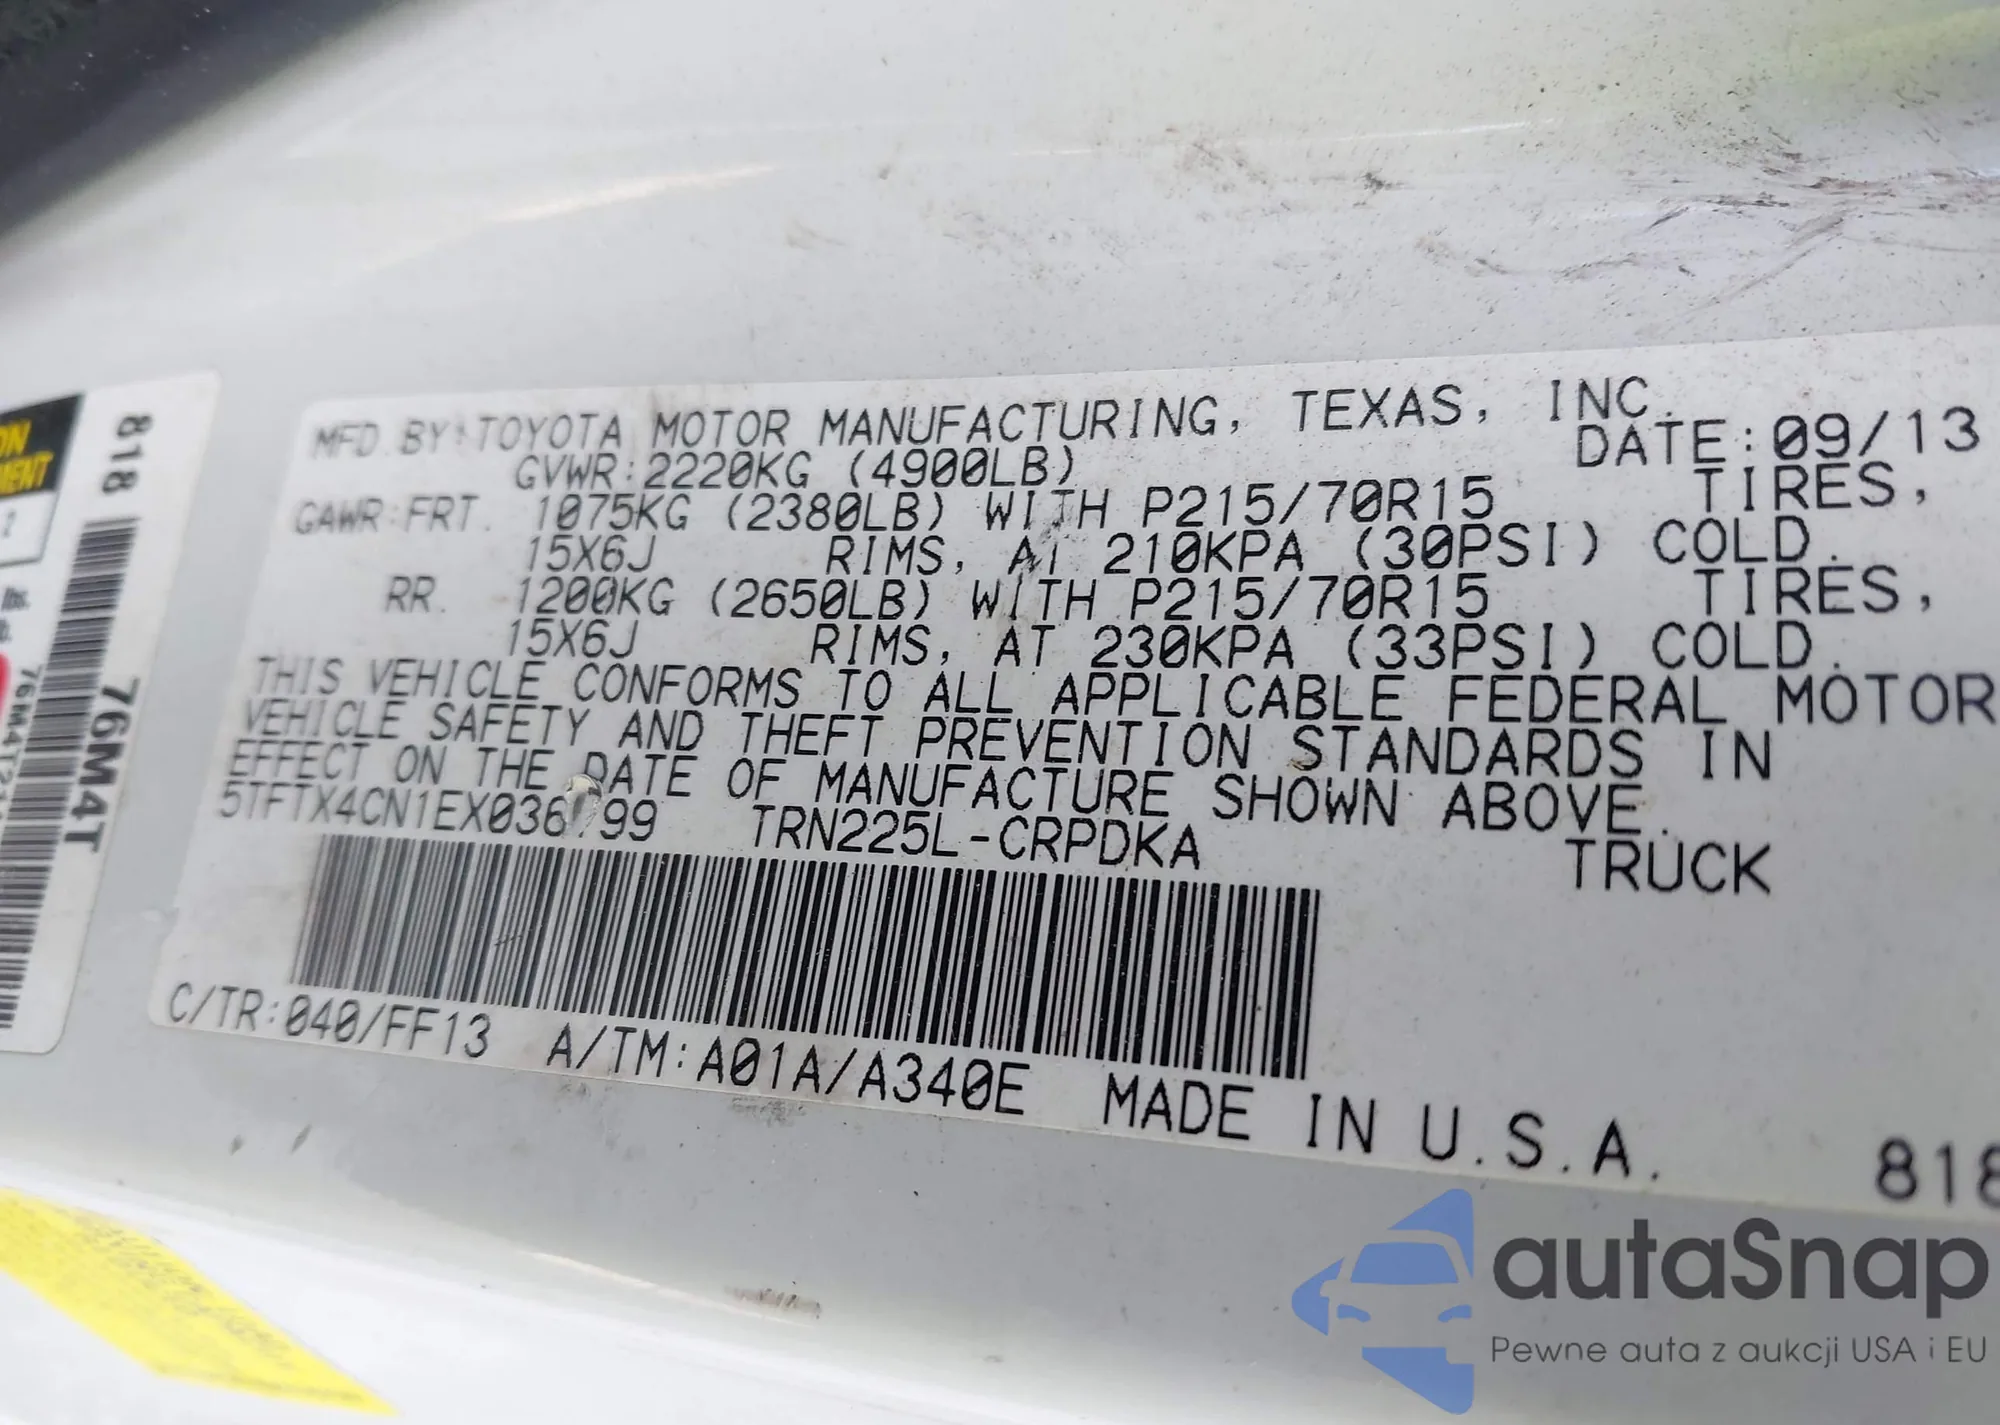 MFD. BY: TOYOTA MOTOR MANUFACTURING, TEXAS, INC.
GVWR: 2220KG (4900LB) DATE: 09/13
GAWR: FRT. 1075KG (2380LB) WITH P215/70R15 TIRES,
15X6J RIMS, AT 210KPA (30PSI) COLD.
RR. 1200KG (2650LB) WITH P215/70R15 TIRES,
15X6J RIMS, AT 230KPA (33PSI) COLD.
THIS VEHICLE CONFORMS TO ALL APPLICABLE FEDERAL MOTOR
VEHICLE SAFETY AND THEFT PREVENTION STANDARDS IN
EFFECT ON THE DATE OF MANUFACTURE SHOWN ABOVE.
TRN225L-CRPDKA TRUCK
C/TR: 040/FF13 A/TM: A01A/A340E MADE IN U.S.A.
818
818
76M4T
autaSnap
Pewne auta z aukcji USA i EU